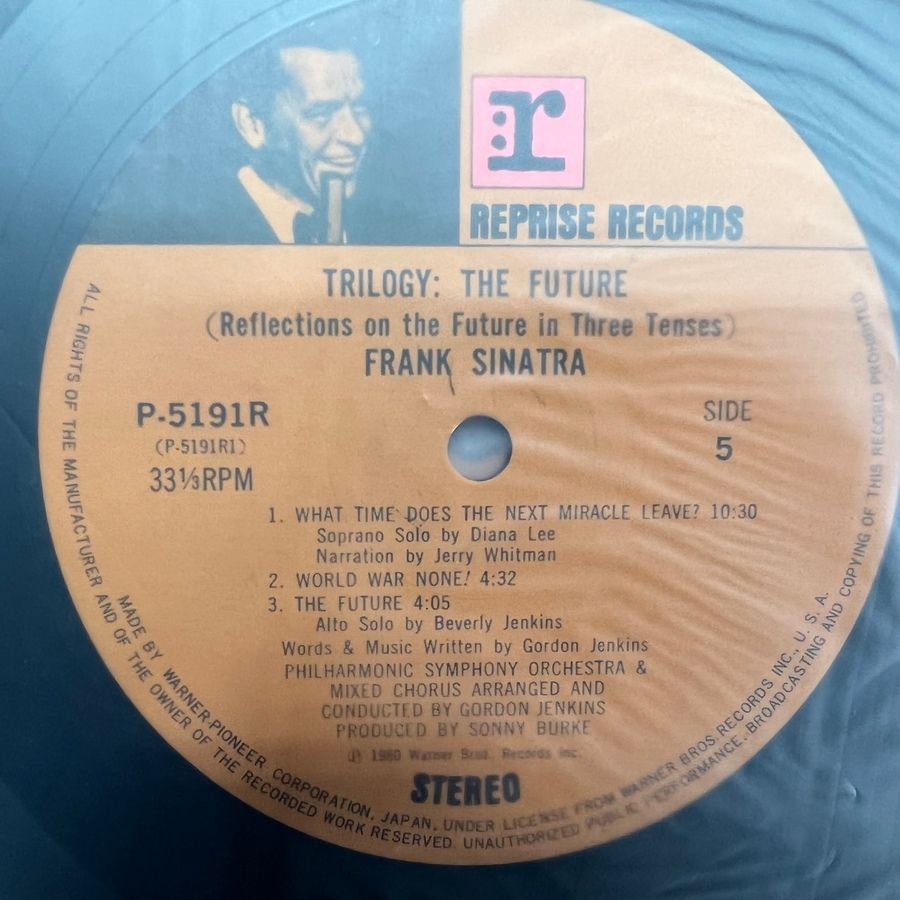 :r
REPRISE RECORDS
TRILOGY: THE FUTURE
(Reflections on the Future in Three Tenses)
FRANK SINATRA
P-5191R
(P-5191R1)
33⅓RPM
SIDE
5
1. WHAT TIME DOES THE NEXT MIRACLE LEAVE? 10:30
Soprano Solo by Diana Lee
Narration by Jerry Whitman
2. WORLD WAR NONE! 4:32
3. THE FUTURE 4:05
Alto Solo by Beverly Jenkins
Words & Music Written by Gordon Jenkins
PHILHARMONIC SYMPHONY ORCHESTRA &
MIXED CHORUS ARRANGED AND
CONDUCTED BY GORDON JENKINS
PRODUCED BY SONNY BURKE
Ⓟ 1980 Warner Bros. Records Inc.
STEREO
MADE BY WARNER-PIONEER CORPORATION, JAPAN, UNDER LICENSE FROM WARNER BROS. RECORDS INC., U. S. A.
ALL RIGHTS OF THE MANUFACTURER AND OF THE OWNER OF THE RECORDED WORK RESERVED. UNAUTHORIZED PUBLIC PERFORMANCE, BROADCASTING AND COPYING OF THIS RECORD PROHIBITED